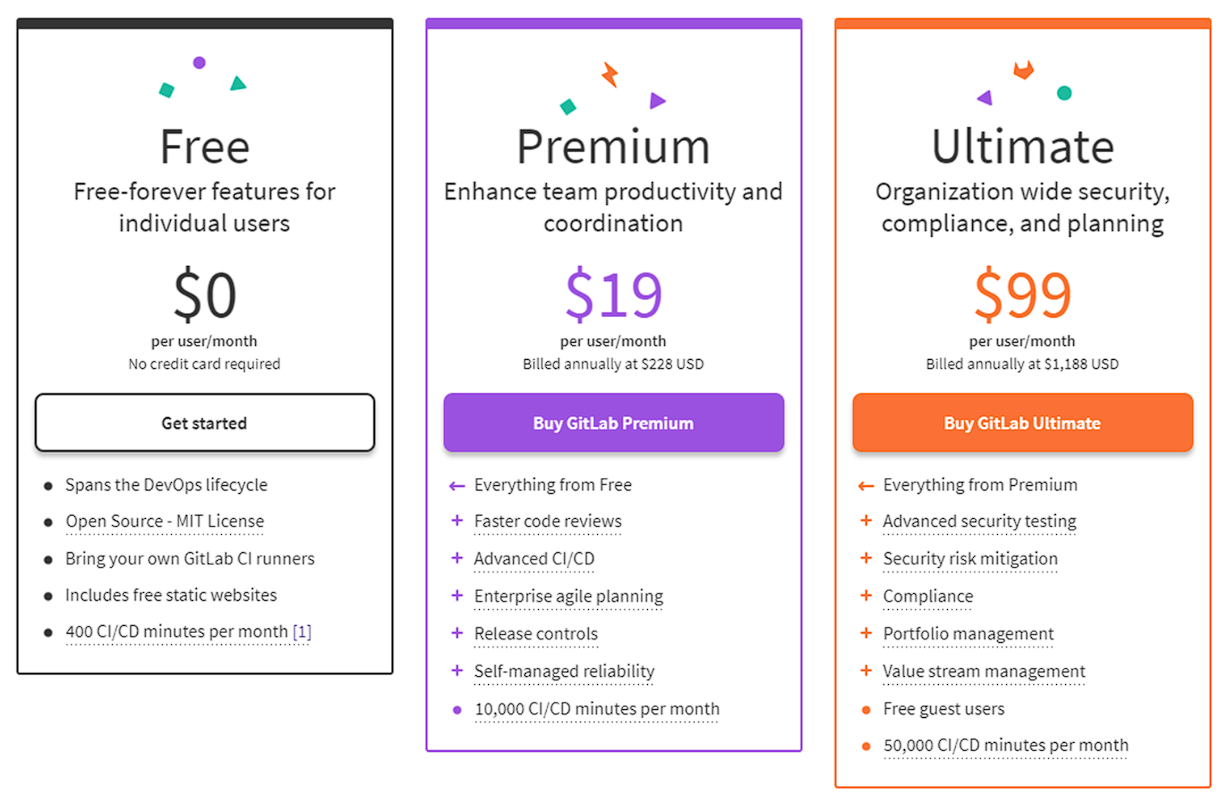 Free
Free-forever features for
individual users
$0
per user/month
No credit card required
Get started
Spans the DevOps lifecycle
Open Source - MIT License
Bring your own GitLab CI runners
Includes free static websites
400 CI/CD minutes per month [1]
Premium
Enhance team productivity and
coordination
$19
per user/month
Billed annually at $228 USD
Buy GitLab Premium
Everything from Free
Faster code reviews
Advanced CI/CD
Enterprise agile planning
Release controls
Self-managed reliability
10,000 CI/CD minutes per month
Ultimate
Organization wide security,
compliance, and planning
$99
per user/month
Billed annually at $1,188 USD
Buy GitLab Ultimate
Everything from Premium
Advanced security testing
Security risk mitigation
Compliance
Portfolio management
Value stream management
Free guest users
50,000 CI/CD minutes per month